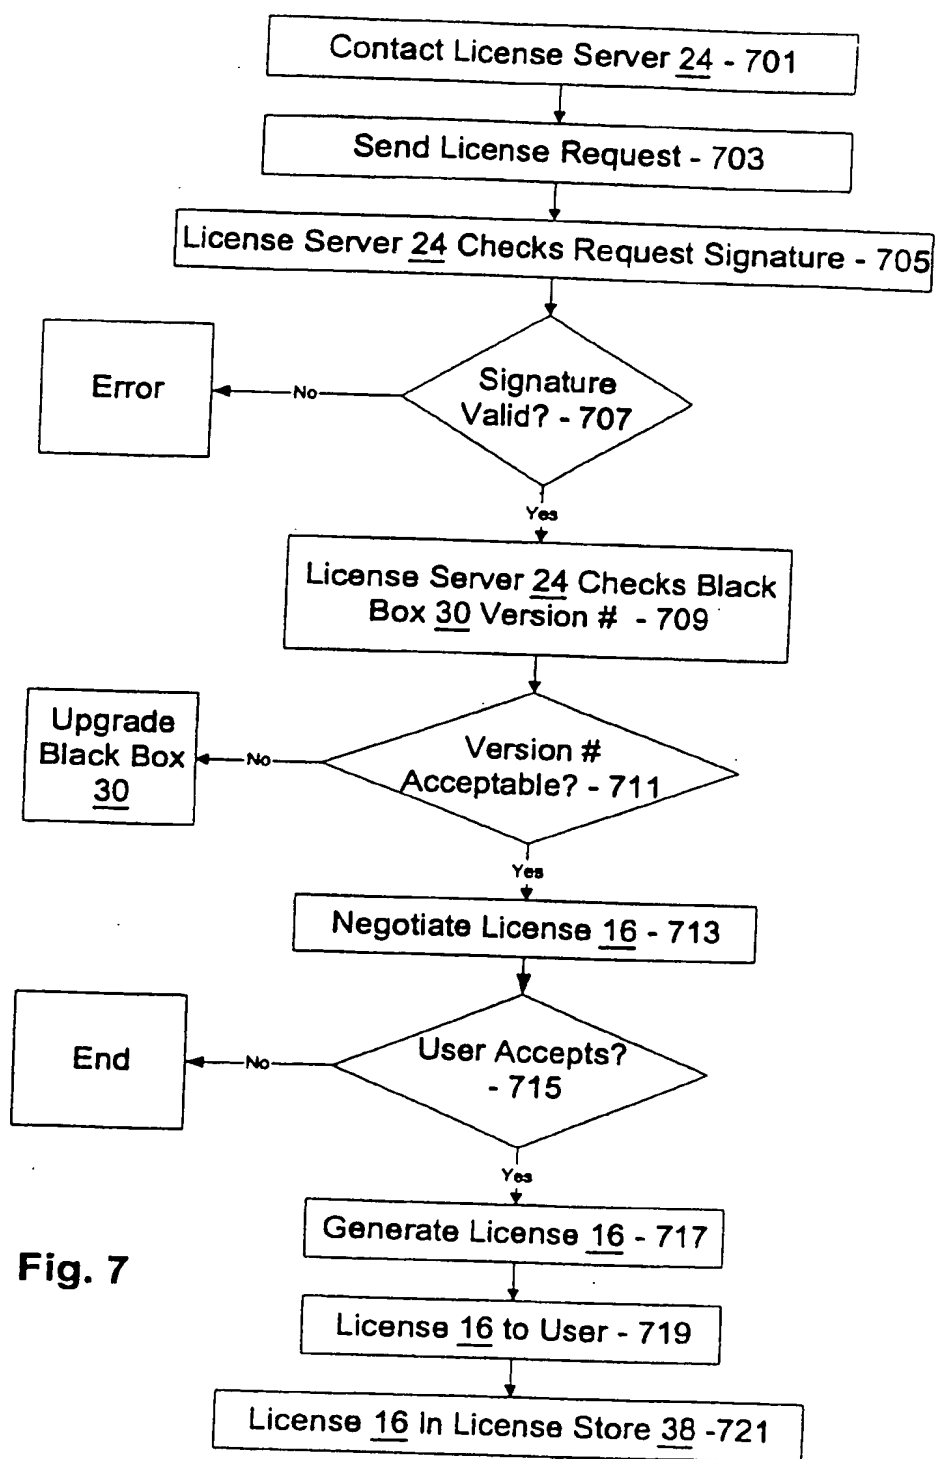 Contact License Server 24 - 701
Send License Request - 703
License Server 24 Checks Request Signature - 705
Signature
Valid? - 707
No
Error
Yes
License Server 24 Checks Black
Box 30 Version # - 709
Version #
Acceptable? - 711
No
Upgrade
Black Box
30
Yes
Negotiate License 16 - 713
User Accepts?
- 715
No
End
Yes
Generate License 16 - 717
License 16 to User - 719
License 16 In License Store 38 -721
Fig. 7